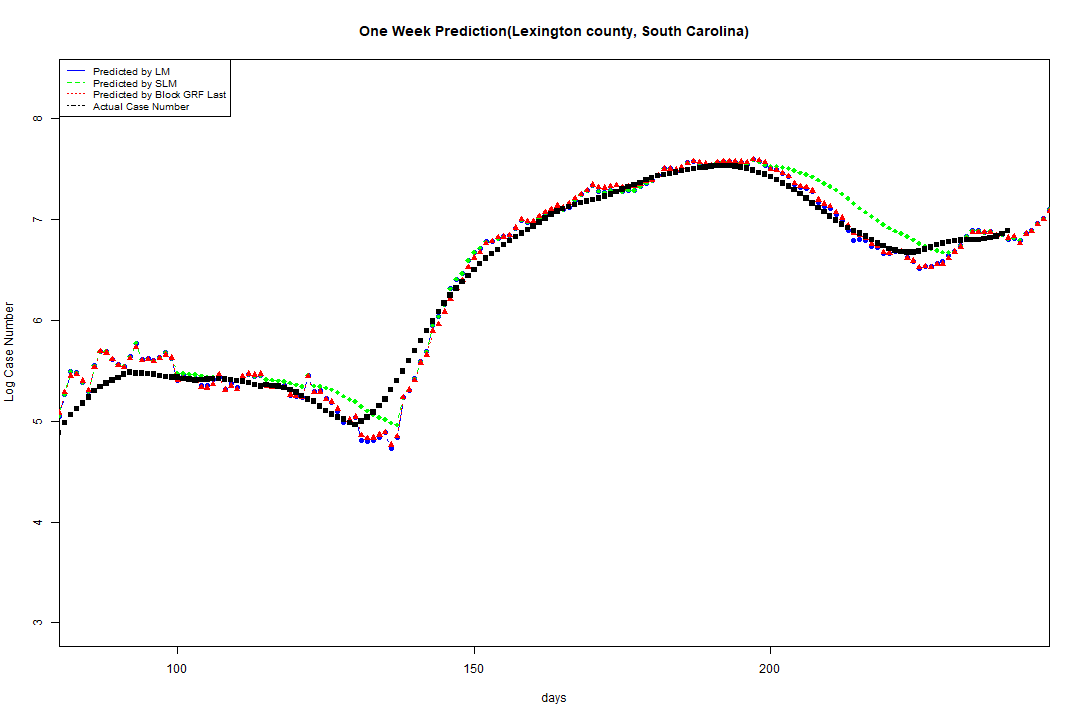 One Week Prediction(Lexington county, South Carolina)
Predicted by LM
Predicted by SLM
Predicted by Block GRF Last
Actual Case Number
Log Case Number
8
7
6
5
4
3
100
150
200
days